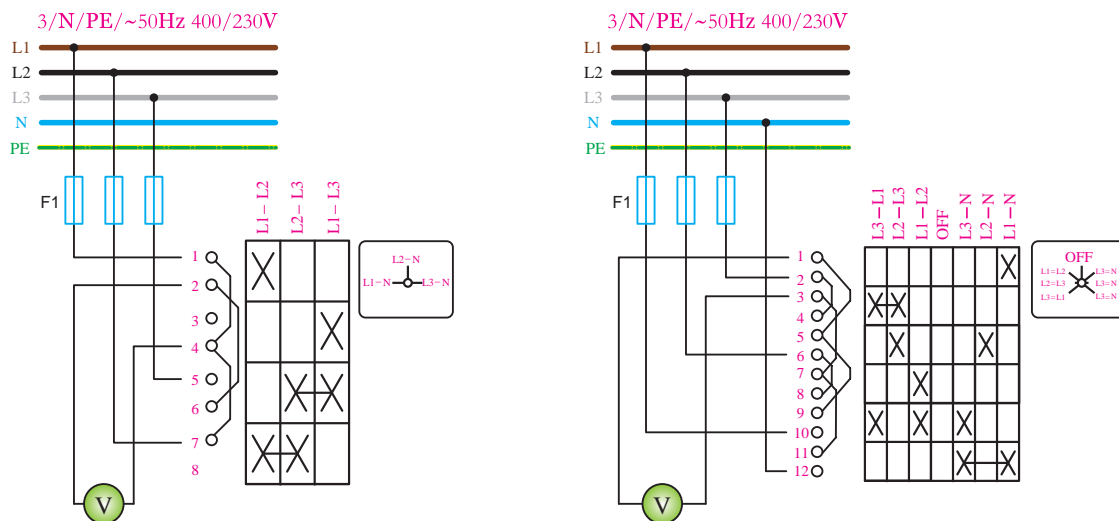 3/N/PE/~50Hz 400/230V
L1
L2
L3
N
PE
F1
L1-L2
L2-L3
L1-L3
1
2
3
4
5
6
7
8
L2-N
L1-N
L3-N
V
3/N/PE/~50Hz 400/230V
L1
L2
L3
N
PE
F1
L3-L1
L2-L3
L1-L2
OFF
L3-N
L2-N
L1-N
1
2
3
4
5
6
7
8
9
10
11
12
OFF
L1=L2 L3=N
L2=L3 L3=N
L3=L1 L3=N
V